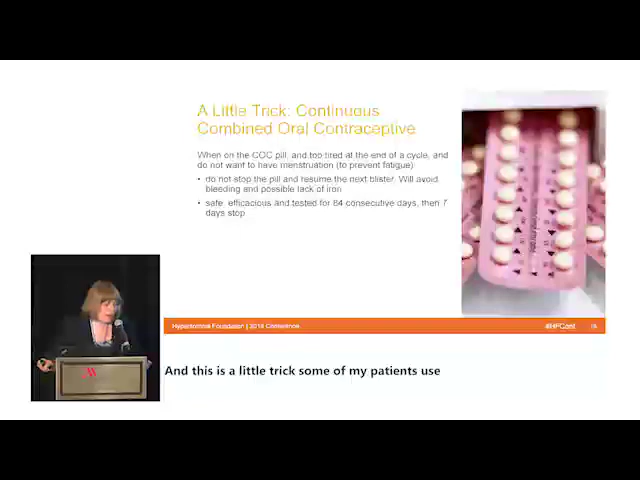 A Little Trick: Continuous
Combined Oral Contraceptive
When on the COC pill, and too tired at the end of a cycle, and
do not want to have menstruation (to prevent fatigue):
• do not stop the pill and resume the next blister. Will avoid
bleeding and possible lack of iron
• safe, efficacious and tested for 84 consecutive days, then 7
days stop
Hypersomnia Foundation | 2018 Conference
#HFConf
And this is a little trick some of my patients use